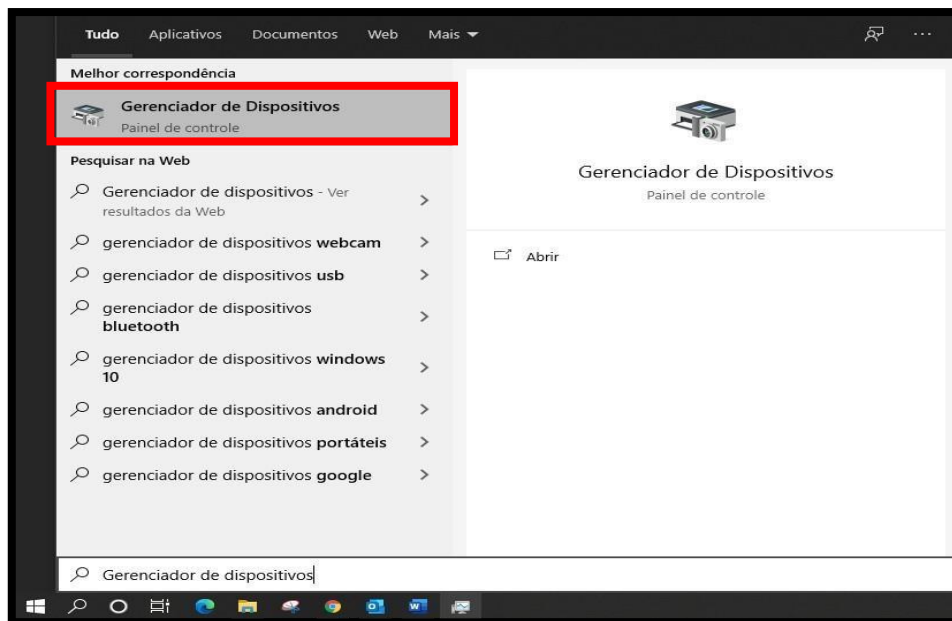 Tudo Aplicativos Documentos Web Mais
Melhor correspondência
Gerenciador de Dispositivos
Painel de controle
Pesquisar na Web
Gerenciador de dispositivos - Ver
resultados da Web
gerenciador de dispositivos webcam
gerenciador de dispositivos usb
gerenciador de dispositivos
bluetooth
gerenciador de dispositivos windows
10
gerenciador de dispositivos android
gerenciador de dispositivos portáteis
gerenciador de dispositivos google
Gerenciador de Dispositivos
Painel de controle
Abrir
Gerenciador de dispositivos